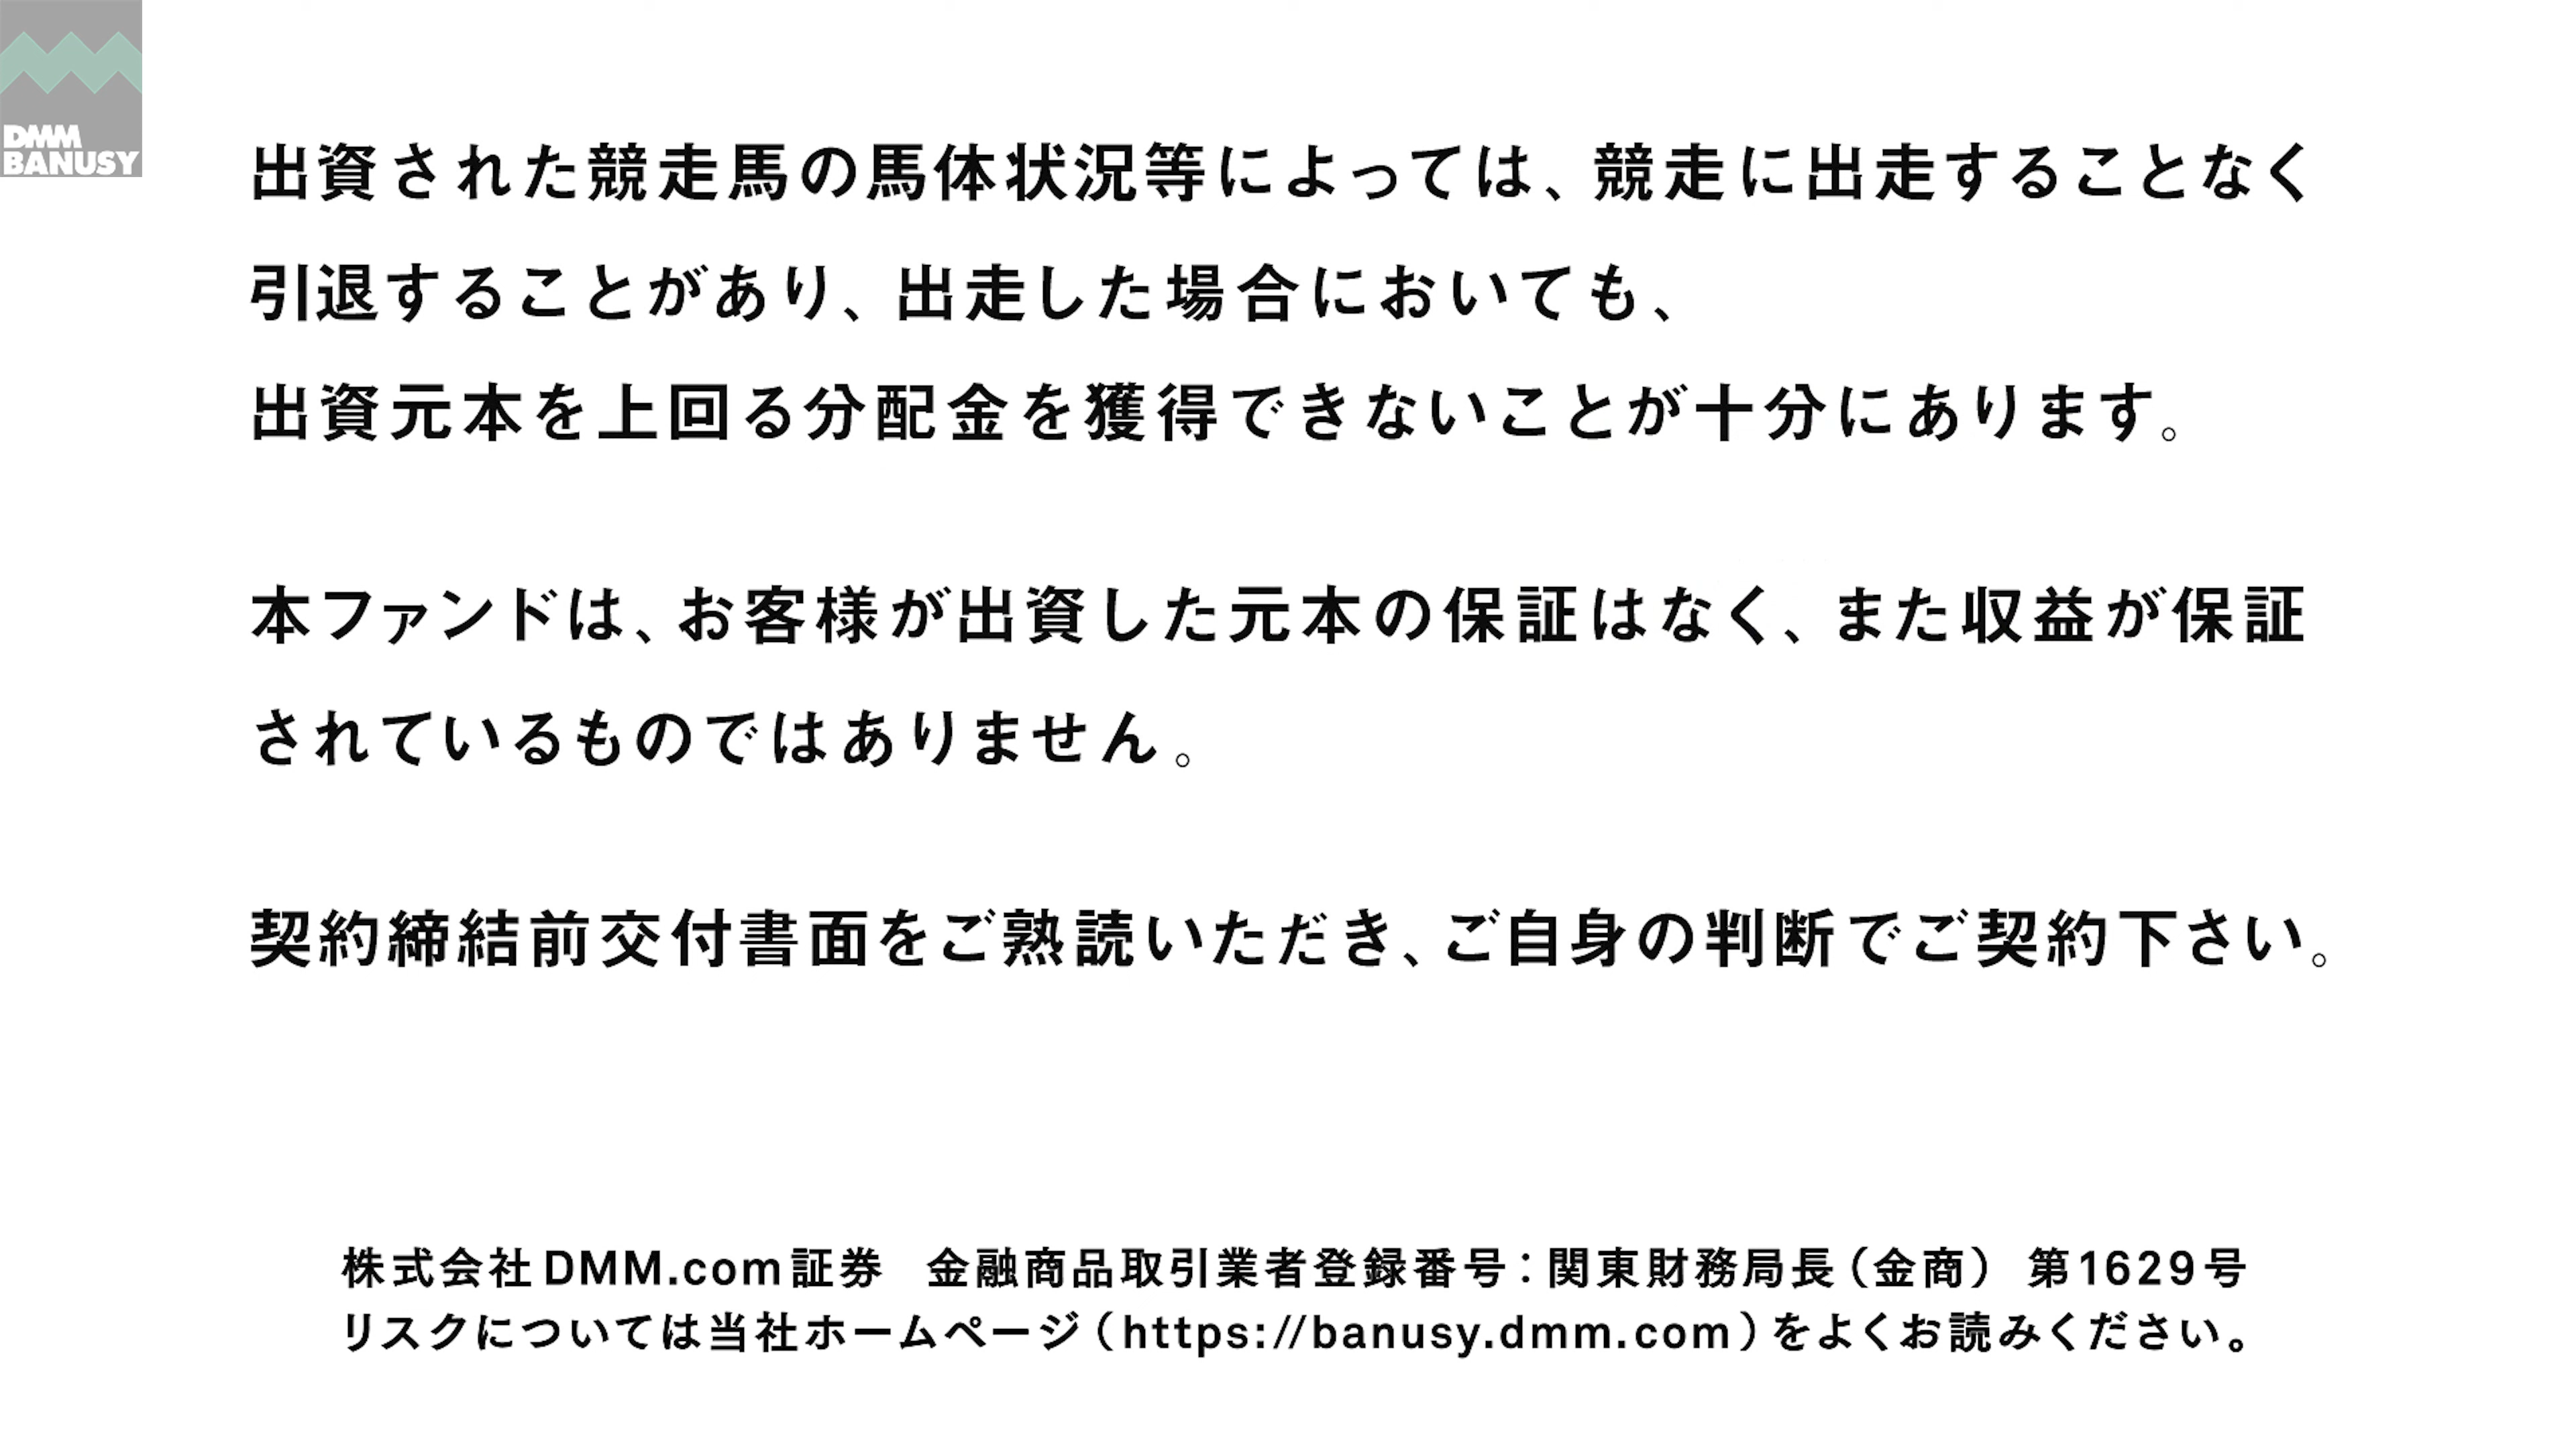 DMM
BANUSY
出資された競走馬の馬体状況等によっては、競走に出走することなく
引退することがあり、出走した場合においても、
出資元本を上回る分配金を獲得できないことが十分にあります。
本ファンドは、お客様が出資した元本の保証はなく、また収益が保証
されているものではありません。
契約締結前交付書面をご熟読いただき、ご自身の判断でご契約下さい。
株式会社DMM.com証券 金融商品取引業者登録番号：関東財務局長（金商） 第1629号
リスクについては当社ホームページ（https://banusy.dmm.com）をよくお読みください。